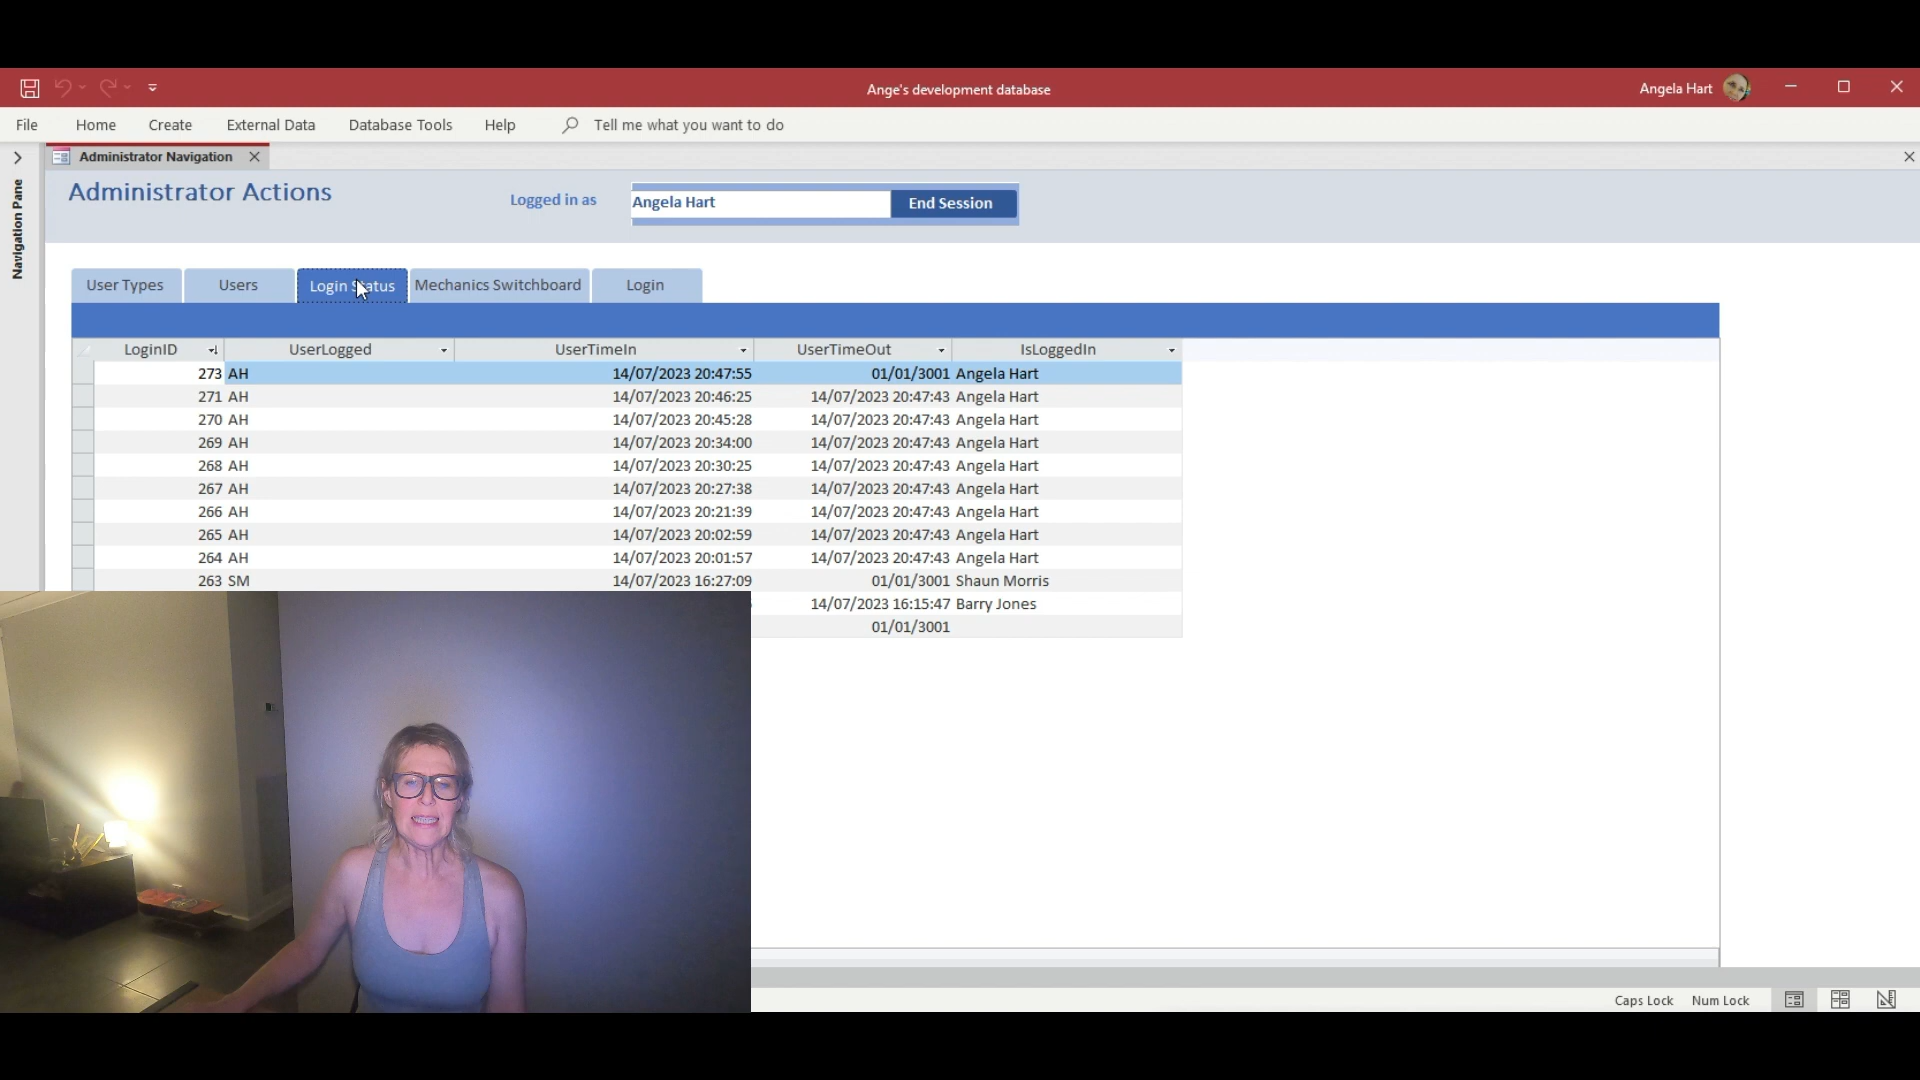 Ange's development database
Angela Hart
File Home Create External Data Database Tools Help Tell me what you want to do
Administrator Navigation
Navigation Pane
Administrator Actions
Logged in as Angela Hart End Session
User Types Users Login Status Mechanics Switchboard Login
LoginID UserLogged UserTimeIn UserTimeOut IsLoggedIn
273 AH 14/07/2023 20:47:55 01/01/3001 Angela Hart
271 AH 14/07/2023 20:46:25 14/07/2023 20:47:43 Angela Hart
270 AH 14/07/2023 20:45:28 14/07/2023 20:47:43 Angela Hart
269 AH 14/07/2023 20:34:00 14/07/2023 20:47:43 Angela Hart
268 AH 14/07/2023 20:30:25 14/07/2023 20:47:43 Angela Hart
267 AH 14/07/2023 20:27:38 14/07/2023 20:47:43 Angela Hart
266 AH 14/07/2023 20:21:39 14/07/2023 20:47:43 Angela Hart
265 AH 14/07/2023 20:02:59 14/07/2023 20:47:43 Angela Hart
264 AH 14/07/2023 20:01:57 14/07/2023 20:47:43 Angela Hart
263 SM 14/07/2023 16:27:09 01/01/3001 Shaun Morris
14/07/2023 16:15:47 Barry Jones
01/01/3001
Caps Lock Num Lock